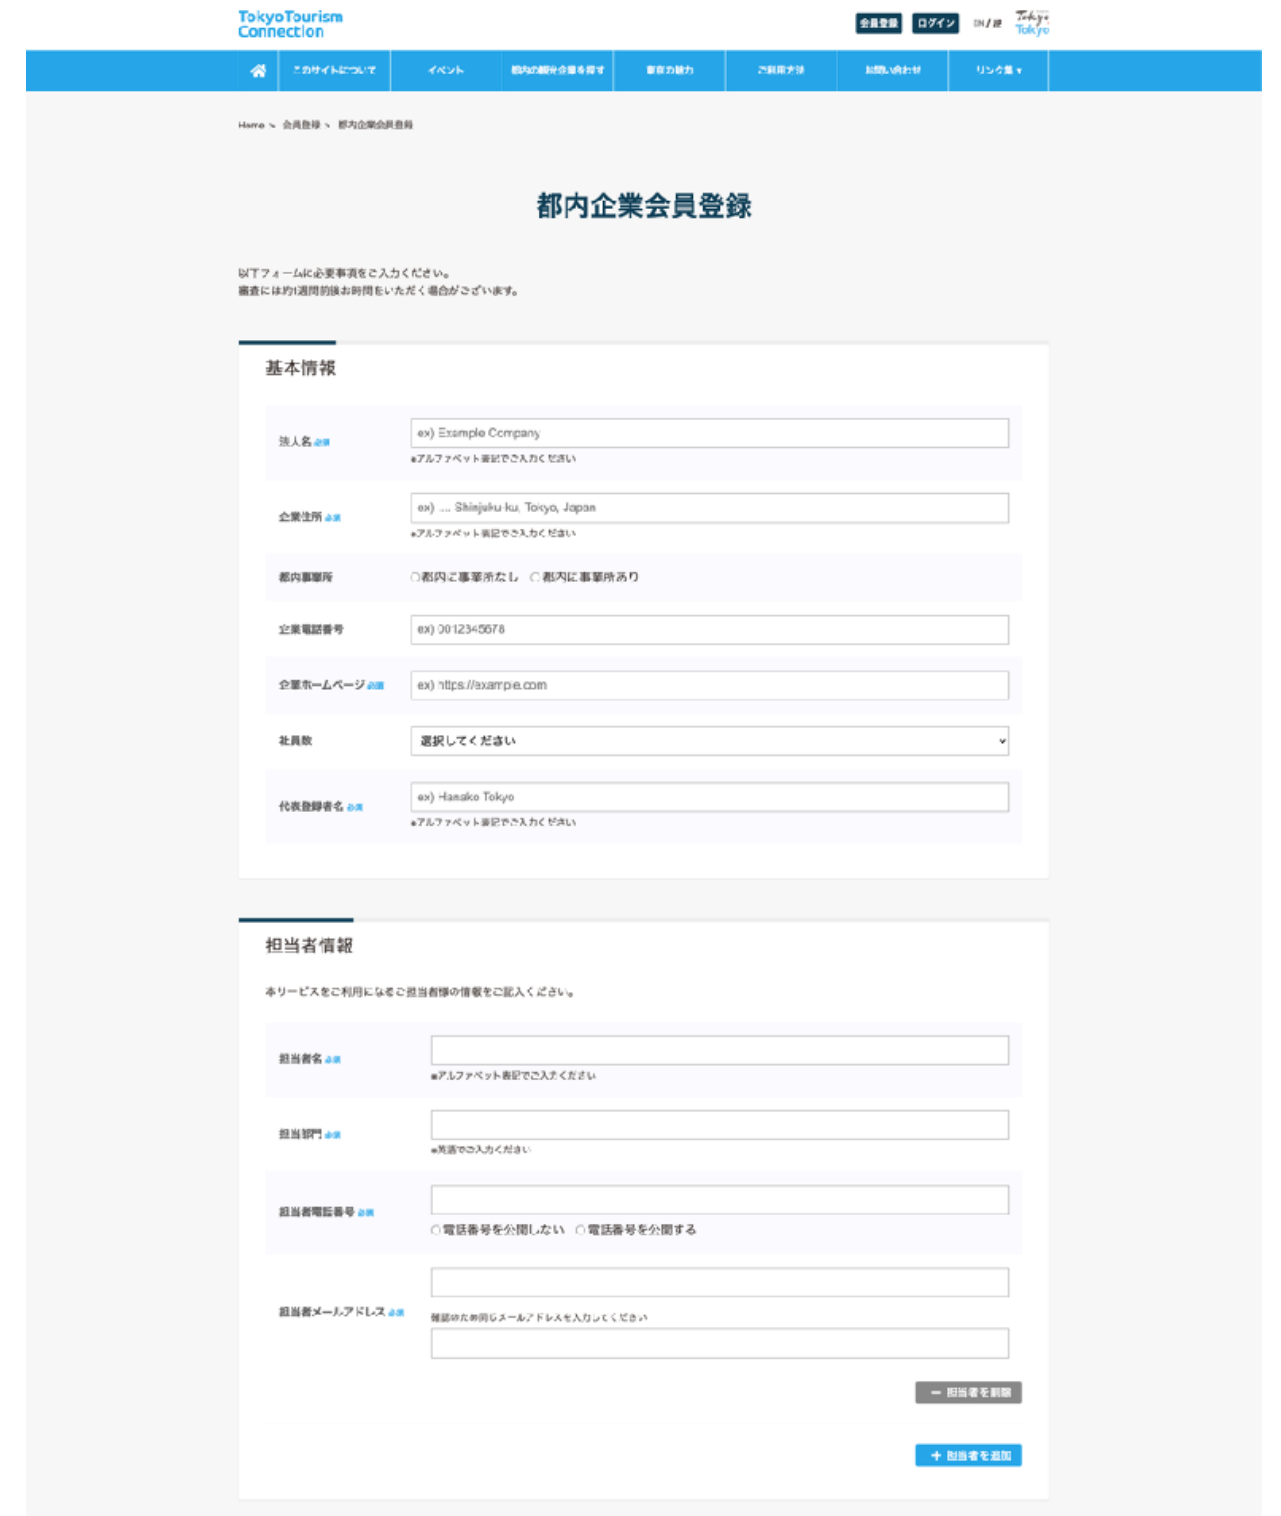 TokyoTourism
Connection
会員登録 ログイン EN / 繁 Tokyo
Tokyo
このサイトについて イベント 都内の観光企業を探す 東京の魅力 ご利用方法 お問い合わせ リンク集 ▾
Home > 会員登録 > 都内企業会員登録
都内企業会員登録
以下フォームに必要事項をご入力ください。
審査には約1週間前後お時間をいただく場合がございます。
基本情報
法人名 必須
ex) Example Company
※アルファベット表記でご入力ください
企業住所 必須
ex) .... Shinjuku-ku, Tokyo, Japan
※アルファベット表記でご入力ください
都内事業所
○都内に事業所なし ○都内に事業所あり
企業電話番号
ex) 0012345678
企業ホームページ 必須
ex) https://example.com
社員数
選択してください
代表登録者名 必須
ex) Hanako Tokyo
※アルファベット表記でご入力ください
担当者情報
本サービスをご利用になるご担当者様の情報をご記入ください。
担当者名 必須
※アルファベット表記でご入力ください
担当部門 必須
※英語でご入力ください
担当者電話番号 必須
○電話番号を公開しない ○電話番号を公開する
担当者メールアドレス 必須
確認のため同じメールアドレスを入力してください
− 担当者を削除
+ 担当者を追加